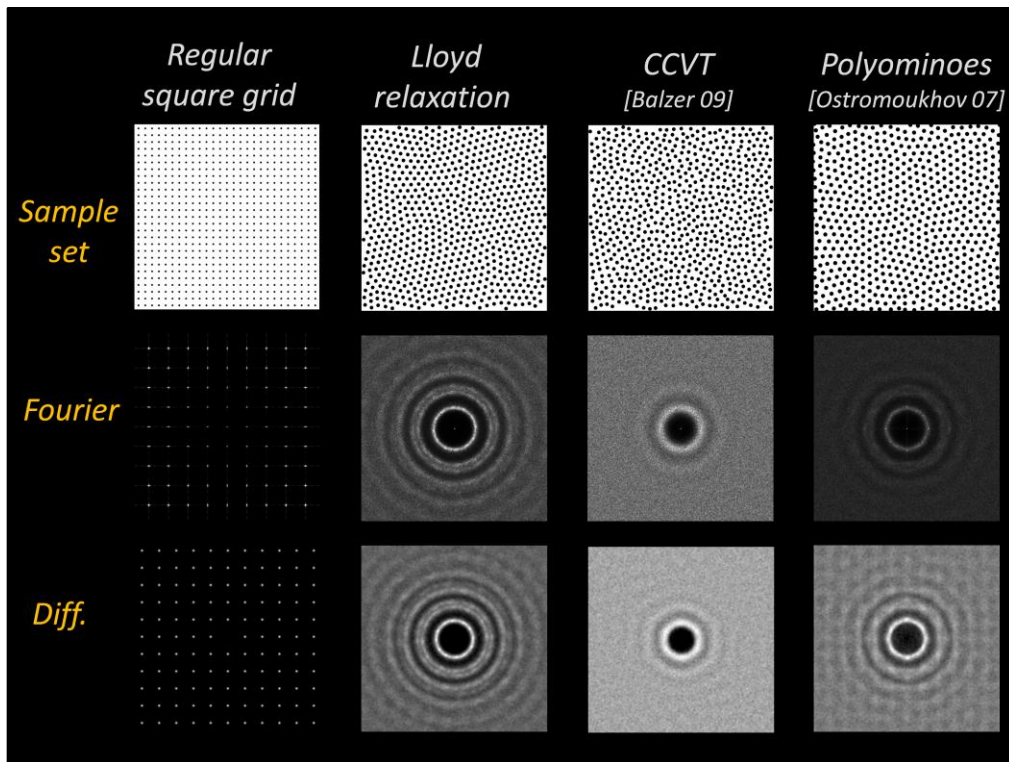 Regular
square grid
Lloyd
relaxation
CCVT
[Balzer 09]
Polyominoes
[Ostromoukhov 07]
Sample
set
Fourier
Diff.